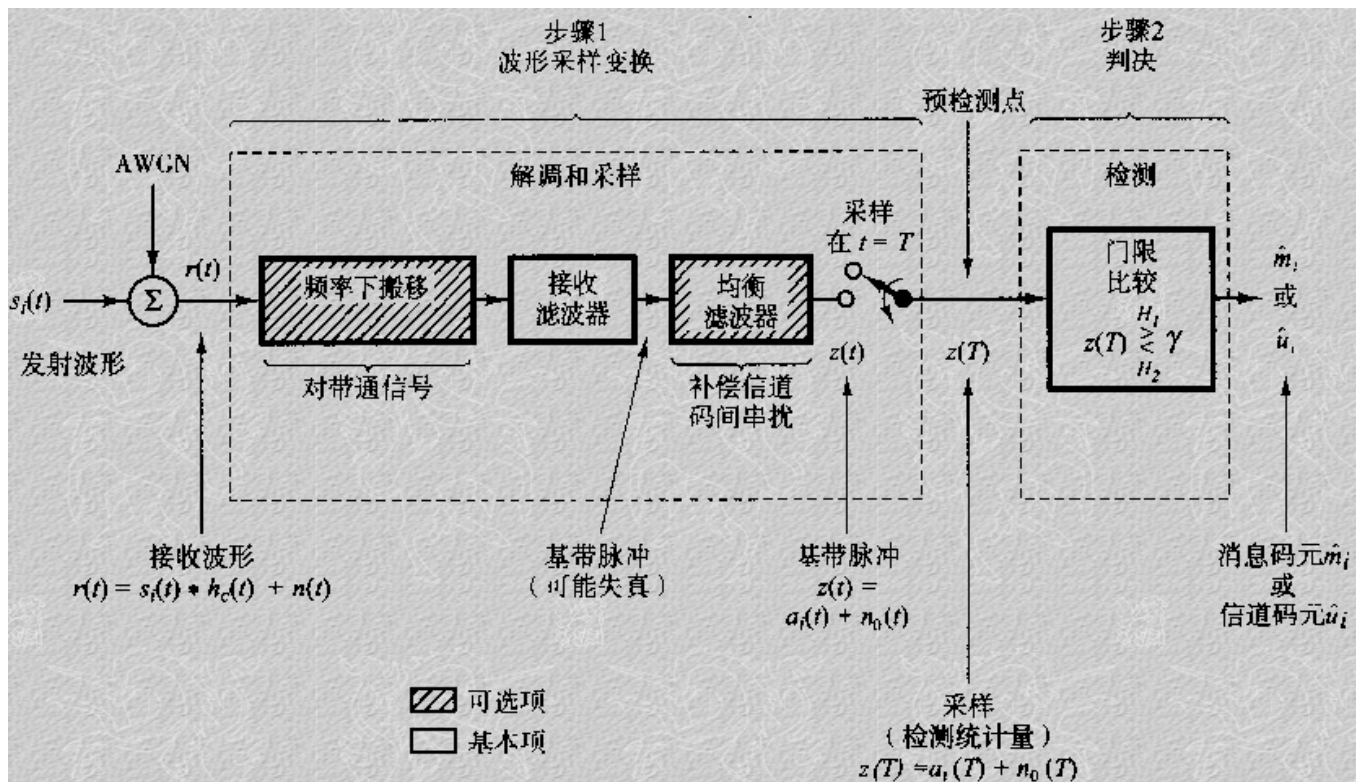 步骤1
波形采样变换
步骤2
判决
预检测点
AWGN
解调和采样
检测
采样
在 t = T
r(t)
s_i(t)
Σ
频率下搬移
接收
滤波器
均衡
滤波器
z(t)
z(T)
门限
比较
H_1
z(T) ≷ γ
H_2
m̂_i
或
û_i
发射波形
对带通信号
补偿信道
码间串扰
接收波形
r(t) = s_i(t) * h_c(t) + n(t)
基带脉冲
(可能失真)
基带脉冲
z(t) =
a_i(t) + n_0(t)
消息码元m̂_i
或
信道码元û_i
可选项
基本项
采样
(检测统计量)
z(T) = a_i(T) + n_0(T)